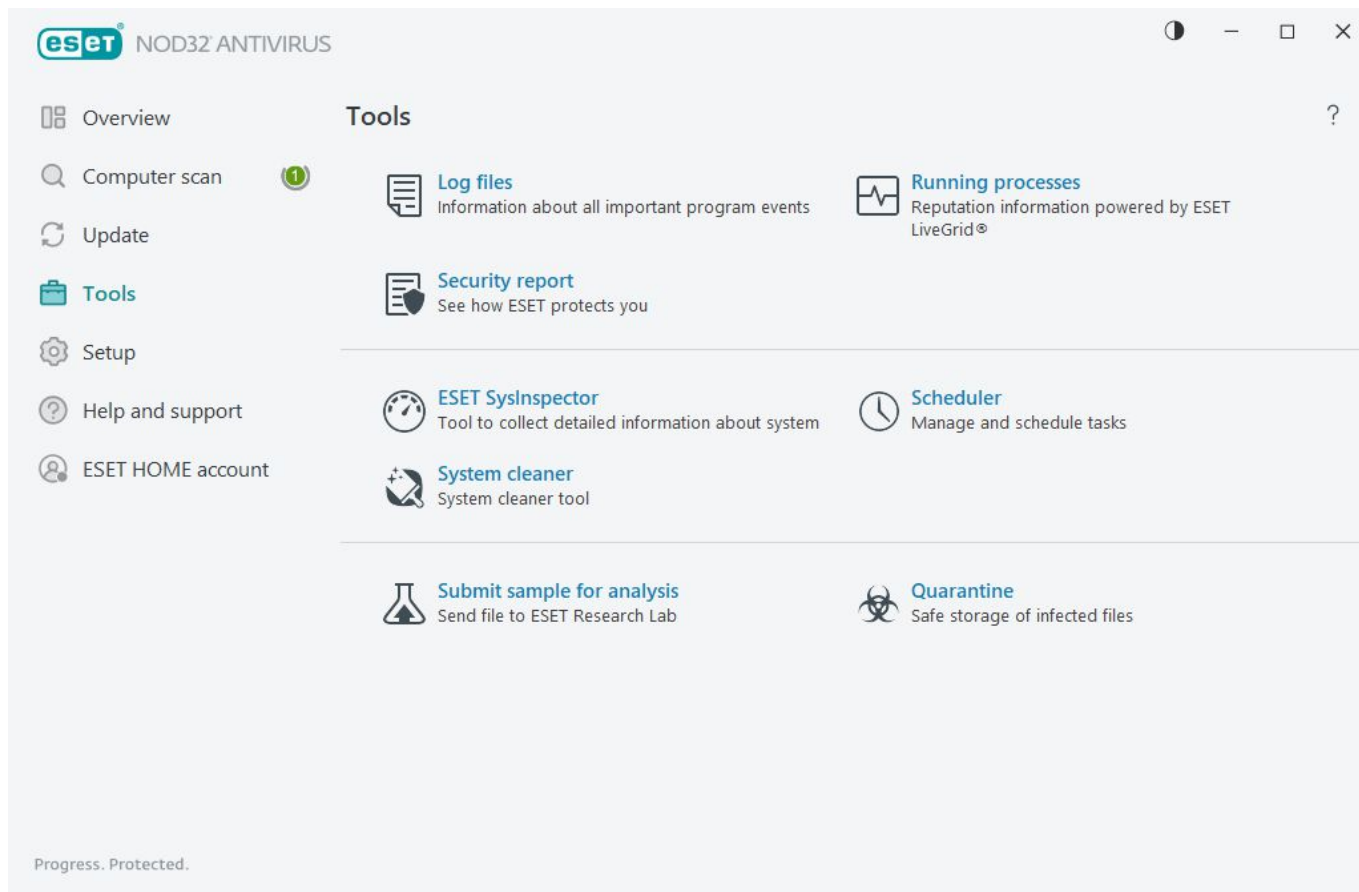 eset® NOD32® ANTIVIRUS
Overview
Computer scan 1
Update
Tools
Setup
Help and support
ESET HOME account
Tools
?
Log files
Information about all important program events
Running processes
Reputation information powered by ESET
LiveGrid®
Security report
See how ESET protects you
ESET SysInspector
Tool to collect detailed information about system
Scheduler
Manage and schedule tasks
System cleaner
System cleaner tool
Submit sample for analysis
Send file to ESET Research Lab
Quarantine
Safe storage of infected files
Progress. Protected.